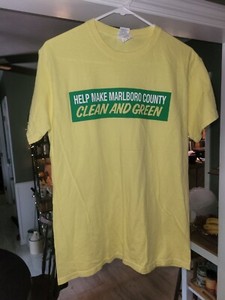 HELP MAKE MARLBORO COUNTY
CLEAN AND GREEN